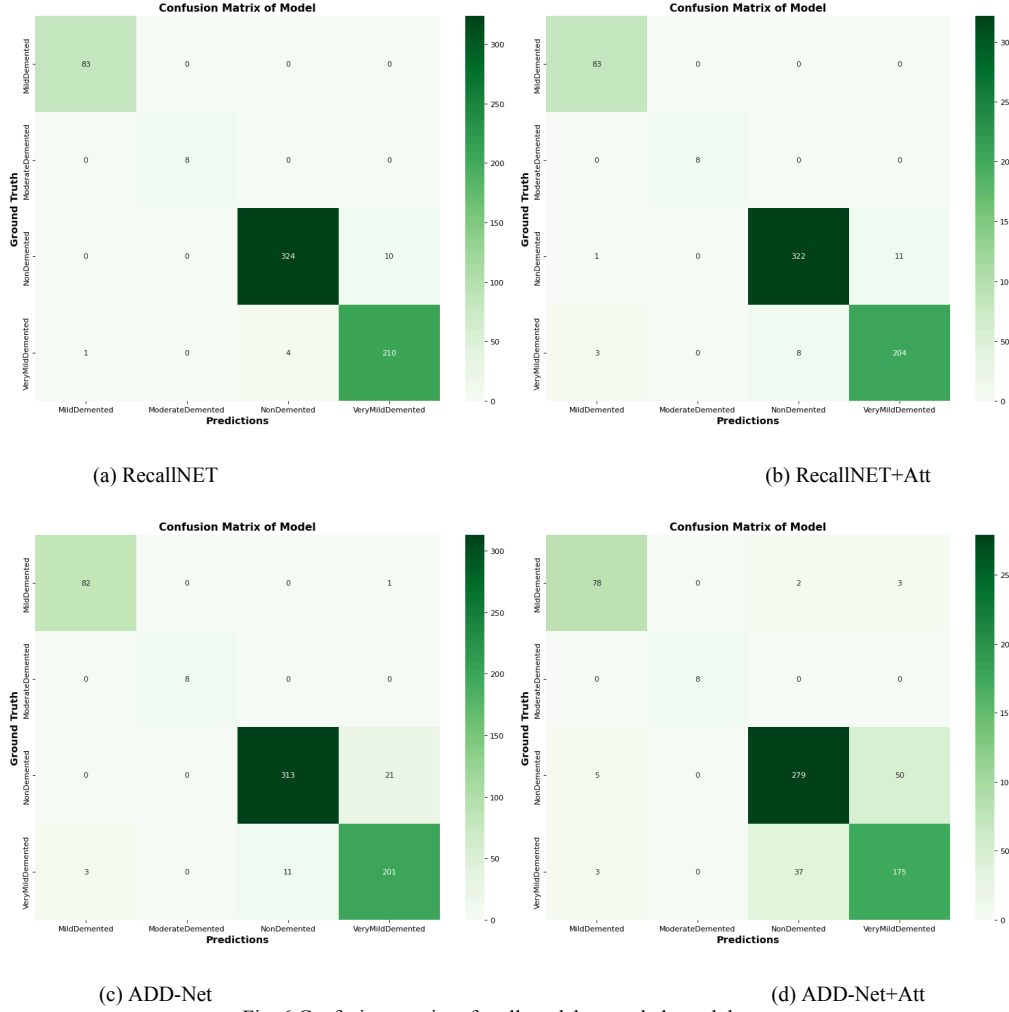 Confusion Matrix of Model
Confusion Matrix of Model
Ground Truth
MildDemented
ModerateDemented
NonDemented
VeryMildDemented
83 0 0 0
0 8 0 0
0 0 324 10
1 0 4 210
MildDemented ModerateDemented NonDemented VeryMildDemented
Predictions
300
250
200
150
100
50
0
Ground Truth
MildDemented
ModerateDemented
NonDemented
VeryMildDemented
83 0 0 0
0 8 0 0
1 0 322 11
3 0 8 204
MildDemented ModerateDemented NonDemented VeryMildDemented
Predictions
300
250
200
150
100
50
0
(a) RecallNET
(b) RecallNET+Att
Confusion Matrix of Model
Confusion Matrix of Model
Ground Truth
MildDemented
ModerateDemented
NonDemented
VeryMildDemented
82 0 0 1
0 8 0 0
0 0 313 21
3 0 11 201
MildDemented ModerateDemented NonDemented VeryMildDemented
Predictions
300
250
200
150
100
50
0
Ground Truth
MildDemented
ModerateDemented
NonDemented
VeryMildDemented
78 0 2 3
0 8 0 0
5 0 279 50
3 0 37 175
MildDemented ModerateDemented NonDemented VeryMildDemented
Predictions
50
0
(c) ADD-Net
(d) ADD-Net+Att